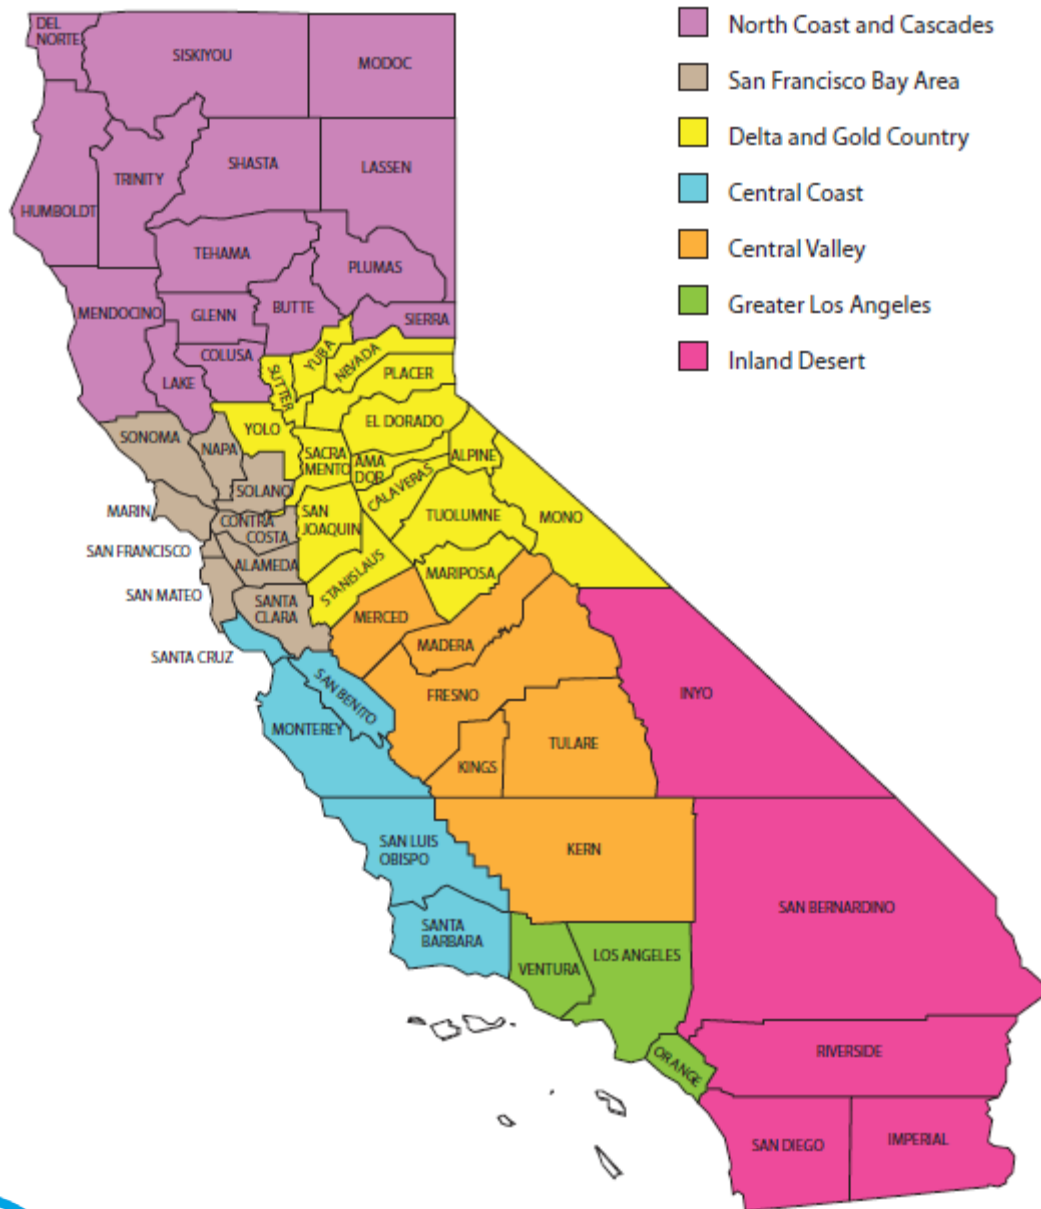 DEL
NORTE
SISKIYOU
MODOC
North Coast and Cascades
San Francisco Bay Area
Delta and Gold Country
Central Coast
Central Valley
Greater Los Angeles
Inland Desert
SHASTA
LASSEN
TRINITY
HUMBOLDT
TEHAMA
PLUMAS
MENDOCINO
GLENN
BUTTE
SIERRA
COLUSA
LAKE
SUTTER
YUBA
NEVADA
PLACER
EL DORADO
SONOMA
NAPA
YOLO
SACRA
MENTO
AMA
DOR
ALPINE
CALAVERAS
SOLANO
MARIN
CONTRA
COSTA
SAN
JOAQUIN
TUOLUMNE
MONO
SAN FRANCISCO
ALAMEDA
STANISLAUS
MARIPOSA
SAN MATEO
SANTA
CLARA
MERCED
MADERA
SANTA CRUZ
SAN BENITO
FRESNO
INYO
MONTEREY
KINGS
TULARE
SAN LUIS
OBISPO
KERN
SANTA
BARBARA
VENTURA
LOS ANGELES
SAN BERNARDINO
ORANGE
RIVERSIDE
SAN DIEGO
IMPERIAL